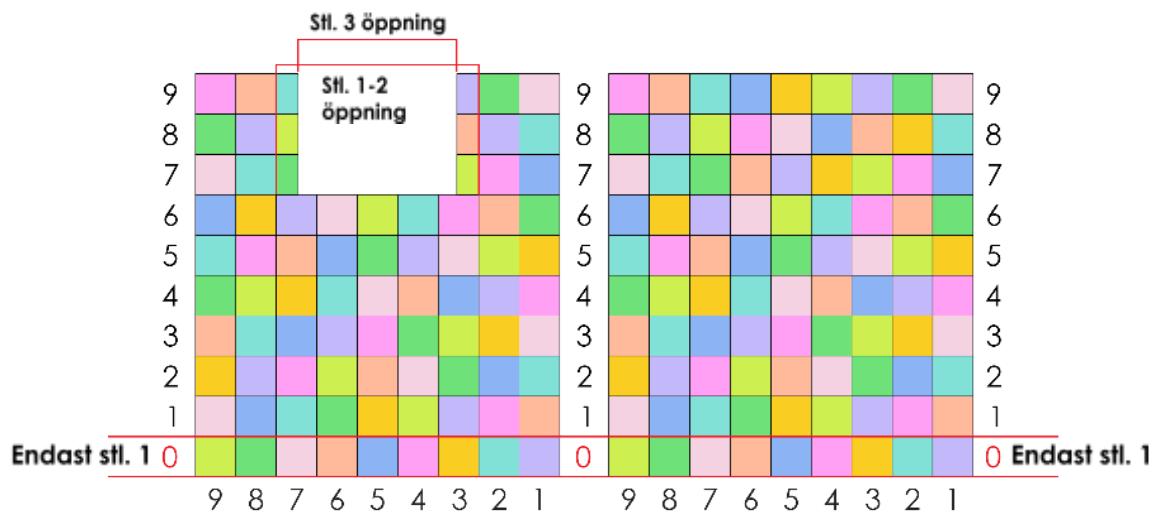 Stl. 3 öppning
Stl. 1-2
öppning
9 9 9
8 8 8
7 7 7
6 6 6
5 5 5
4 4 4
3 3 3
2 2 2
1 1 1
Endast stl. 1 0 0 0 Endast stl. 1
9 8 7 6 5 4 3 2 1 9 8 7 6 5 4 3 2 1